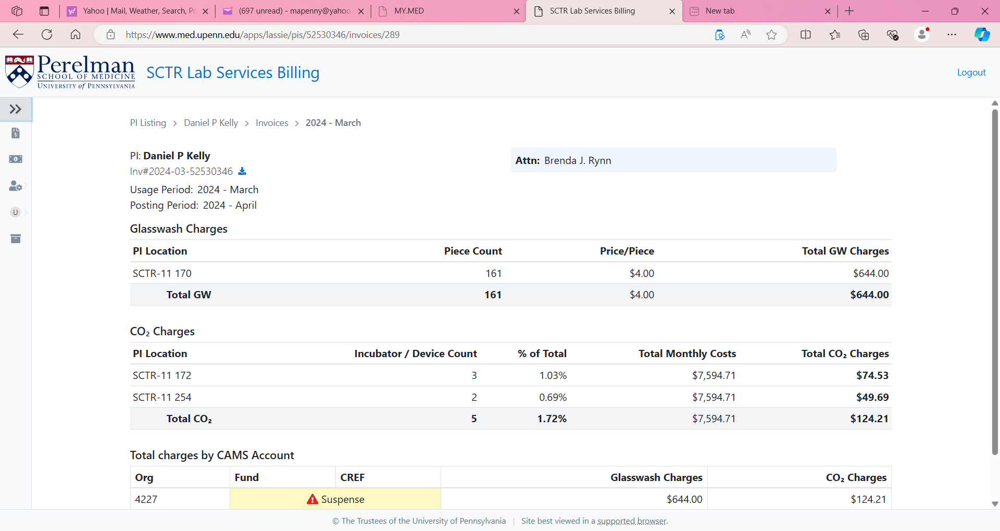 Yahoo | Mail, Weather, Search, Po
(697 unread) - mapenny@yahoo.
MY.MED
SCTR Lab Services Billing
New tab
https://www.med.upenn.edu/apps/lassie/pis/52530346/invoices/289
Perelman
SCHOOL OF MEDICINE
UNIVERSITY of PENNSYLVANIA
SCTR Lab Services Billing
Logout
PI Listing > Daniel P Kelly > Invoices > 2024 - March
PI: Daniel P Kelly
Attn: Brenda J. Rynn
Inv#2024-03-52530346
Usage Period: 2024 - March
Posting Period: 2024 - April
U
Glasswash Charges
PI Location Piece Count Price/Piece Total GW Charges
SCTR-11 170 161 $4.00 $644.00
Total GW 161 $4.00 $644.00
CO₂ Charges
PI Location Incubator / Device Count % of Total Total Monthly Costs Total CO₂ Charges
SCTR-11 172 3 1.03% $7,594.71 $74.53
SCTR-11 254 2 0.69% $7,594.71 $49.69
Total CO₂ 5 1.72% $7,594.71 $124.21
Total charges by CAMS Account
Org Fund CREF Glasswash Charges CO₂ Charges
4227 Suspense $644.00 $124.21
© The Trustees of the University of Pennsylvania | Site best viewed in a supported browser.